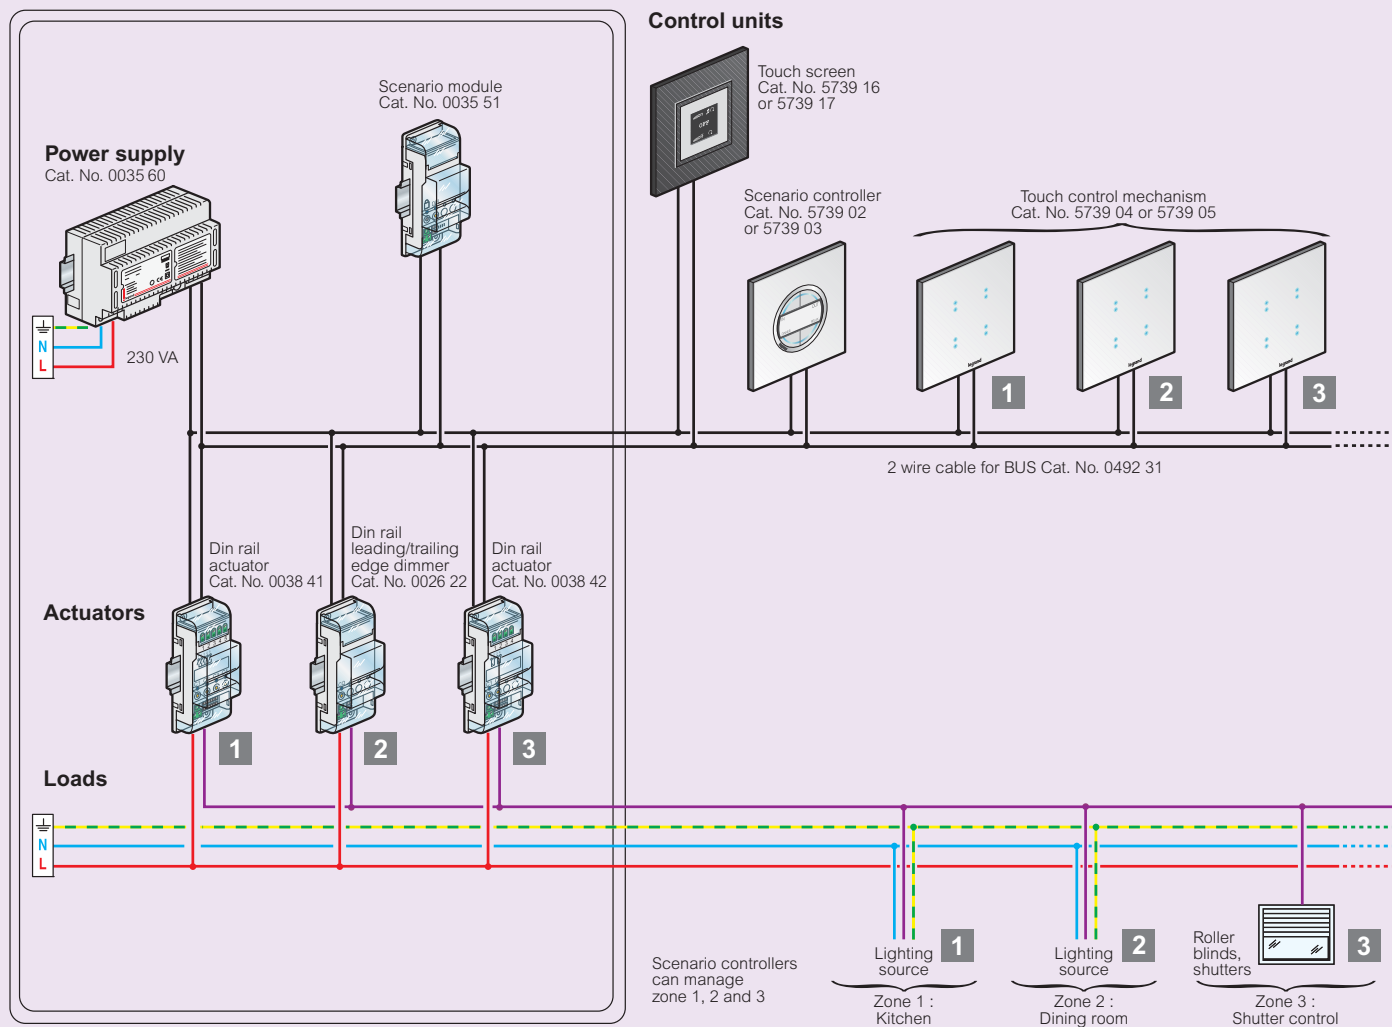 Control units
Touch screen
Cat. No. 5739 16
or 5739 17
Scenario module
Cat. No. 0035 51
Power supply
Cat. No. 0035 60
N
L
230 VA
Scenario controller
Cat. No. 5739 02
or 5739 03
Touch control mechanism
Cat. No. 5739 04 or 5739 05
legrand
legrand
legrand
1
2
3
2 wire cable for BUS Cat. No. 0492 31
Din rail
actuator
Cat. No. 0038 41
Din rail
leading/trailing
edge dimmer
Cat. No. 0026 22
Din rail
actuator
Cat. No. 0038 42
Actuators
1
2
3
Loads
N
L
Scenario controllers
can manage
zone 1, 2 and 3
Lighting
source
1
Zone 1 :
Kitchen
Lighting
source
2
Zone 2 :
Dining room
Roller
blinds,
shutters
3
Zone 3 :
Shutter control